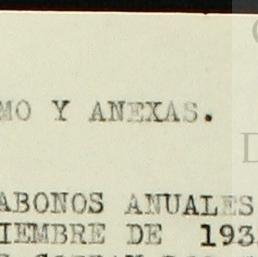 MO Y ANEXAS.
ABONOS ANUALES
IEMBRE DE 193